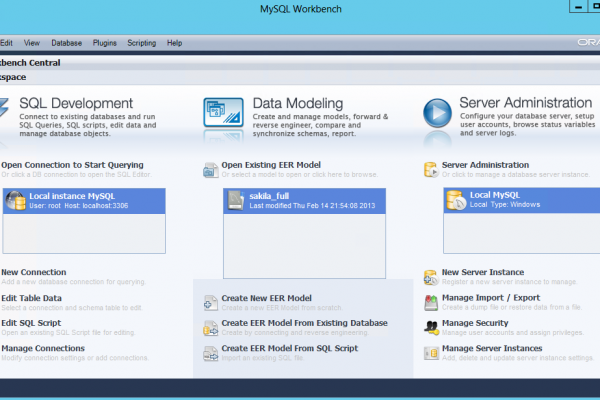 MySQL Workbench
Edit View Database Plugins Scripting Help
SQL Development
Connect to existing databases and run
SQL Queries, SQL scripts, edit data and
manage database objects.
Open Connection to Start Querying
Or click a DB connection to open the SQL Editor.
Local instance MySQL
User: root Host: localhost:3306
New Connection
Add a new database connection for querying.
Edit Table Data
Select a connection and schema table to edit.
Edit SQL Script
Open an existing SQL Script file for editing.
Manage Connections
Modify connection settings or add connections.
Data Modeling
Create and manage models, forward &
reverse engineer, compare and
synchronize schemas, report.
Open Existing EER Model
Or select a model to open or click here to browse.
sakila_full
Last modified Thu Feb 14 21:54:08 2013
Create New EER Model
Create a new EER Model from scratch.
Create EER Model From Existing Database
Create by connecting and reverse engineering.
Create EER Model From SQL Script
Import an existing SQL file.
Server Administration
Configure your database server, setup
user accounts, browse status variables
and server logs.
Server Administration
Or click to manage a database server instance.
Local MySQL
Local Type: Windows
New Server Instance
Register a new server instance to manage.
Manage Import / Export
Create a dump file or restore data from a file.
Manage Security
Manage user accounts and assign privileges.
Manage Server Instances
Add, delete and update server instance settings.